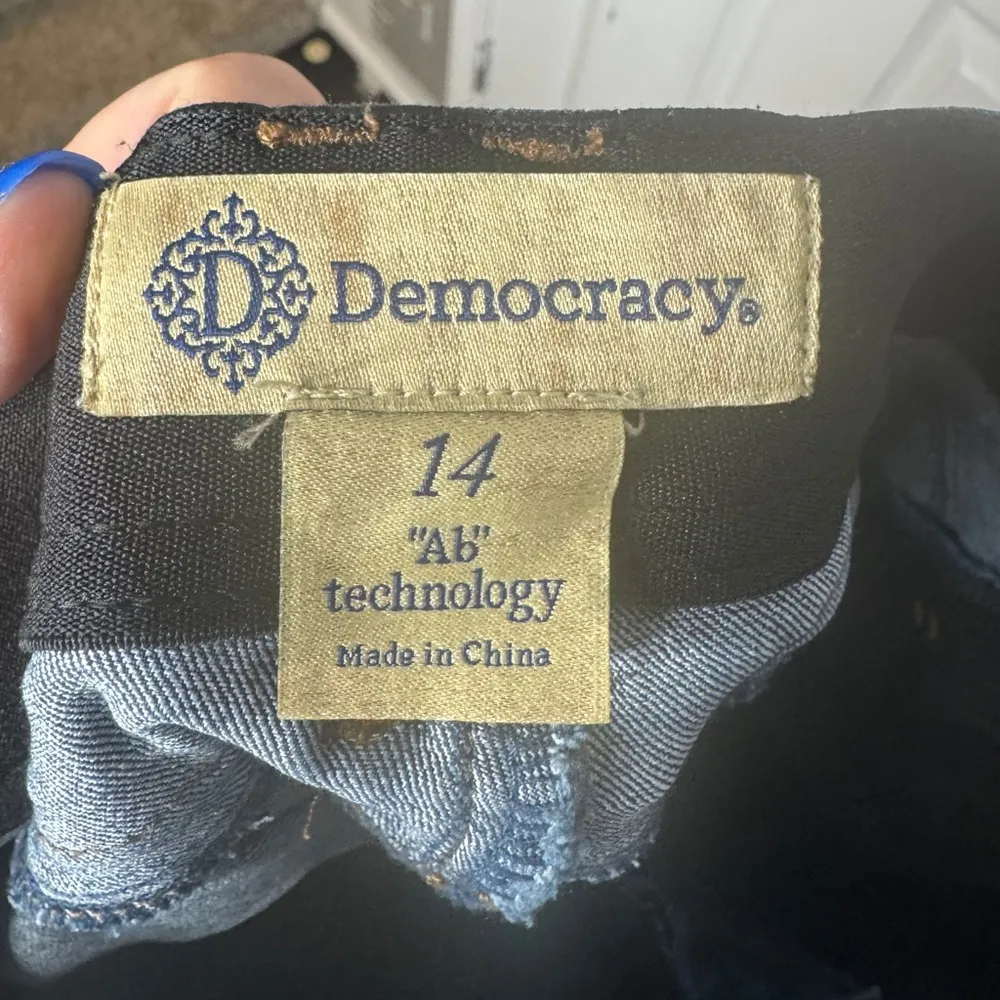 D Democracy®
14
"Ab"
technology
Made in China